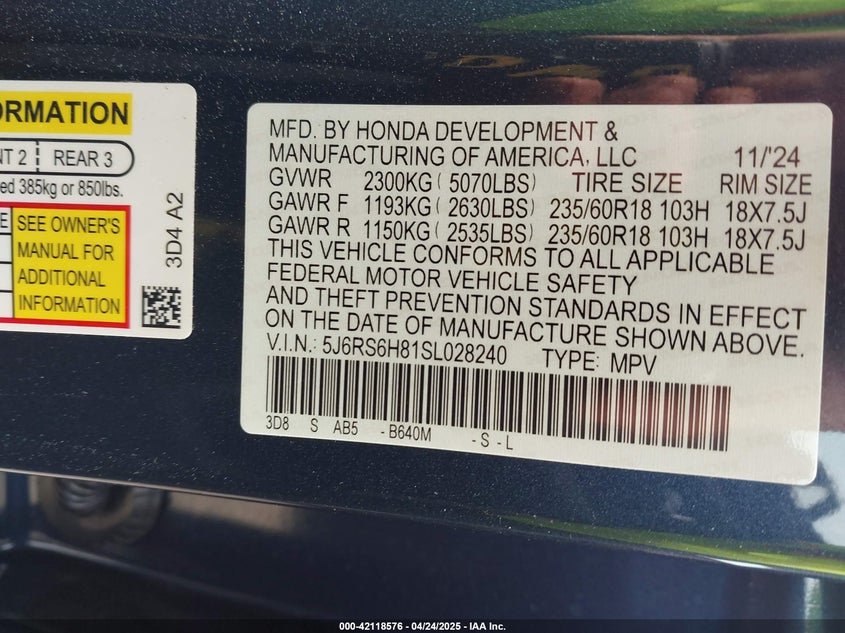 ORMATION
NT 2 REAR 3
ed 385kg or 850lbs.
E SEE OWNER'S
MANUAL FOR
ADDITIONAL
INFORMATION
3D4 A2
MFD. BY HONDA DEVELOPMENT &
MANUFACTURING OF AMERICA, LLC 11/'24
GVWR 2300KG ( 5070LBS) TIRE SIZE RIM SIZE
GAWR F 1193KG ( 2630LBS) 235/60R18 103H 18X7.5J
GAWR R 1150KG ( 2535LBS) 235/60R18 103H 18X7.5J
THIS VEHICLE CONFORMS TO ALL APPLICABLE
FEDERAL MOTOR VEHICLE SAFETY
AND THEFT PREVENTION STANDARDS IN EFFECT
ON THE DATE OF MANUFACTURE SHOWN ABOVE.
V.I.N.: 5J6RS6H81SL028240 TYPE: MPV
3D8 S AB5 -B640M -S-L
000-42118576 - 04/24/2025 - IAA Inc.